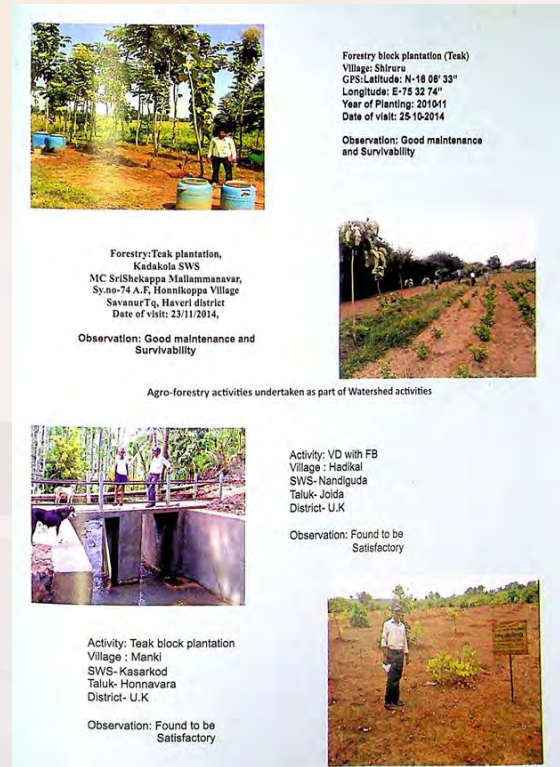 Forestry block plantation (Teak)
Village: Shiruru
GPS:Latitude: N-16 06' 33"
Longitude: E-75 32 74"
Year of Planting: 201011
Date of visit: 25-10-2014
Observation: Good maintenance
and Survivability
Forestry:Teak plantation,
Kadakola SWS
MC SriShekappa Mallammanavar,
Sy.no-74 A.F, Honnikoppa Village
SavanurTq, Haveri district
Date of visit: 23/11/2014,
Observation: Good maintenance and
Survivability
Agro-forestry activities undertaken as part of Watershed activities
Activity: VD with FB
Village : Hadikal
SWS- Nandiguda
Taluk- Joida
District- U.K
Observation: Found to be
Satisfactory
Activity: Teak block plantation
Village : Manki
SWS- Kasarkod
Taluk- Honnavara
District- U.K
Observation: Found to be
Satisfactory